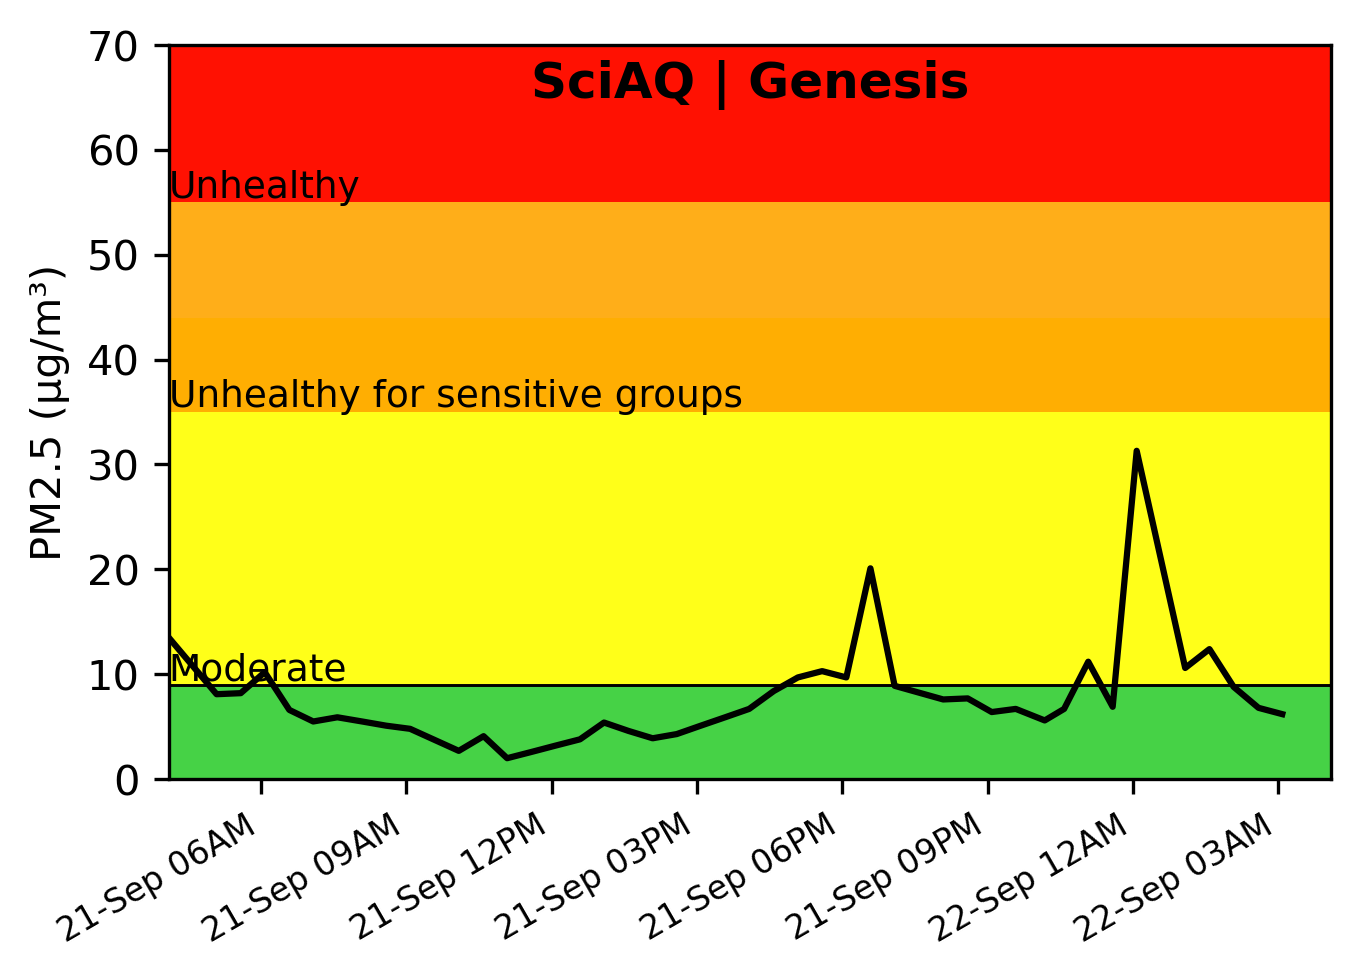 SciAQ | Genesis
PM2.5 (µg/m³)
70
60
50
40
30
20
10
0
Unhealthy
Unhealthy for sensitive groups
Moderate
21-Sep 06AM
21-Sep 09AM
21-Sep 12PM
21-Sep 03PM
21-Sep 06PM
21-Sep 09PM
22-Sep 12AM
22-Sep 03AM